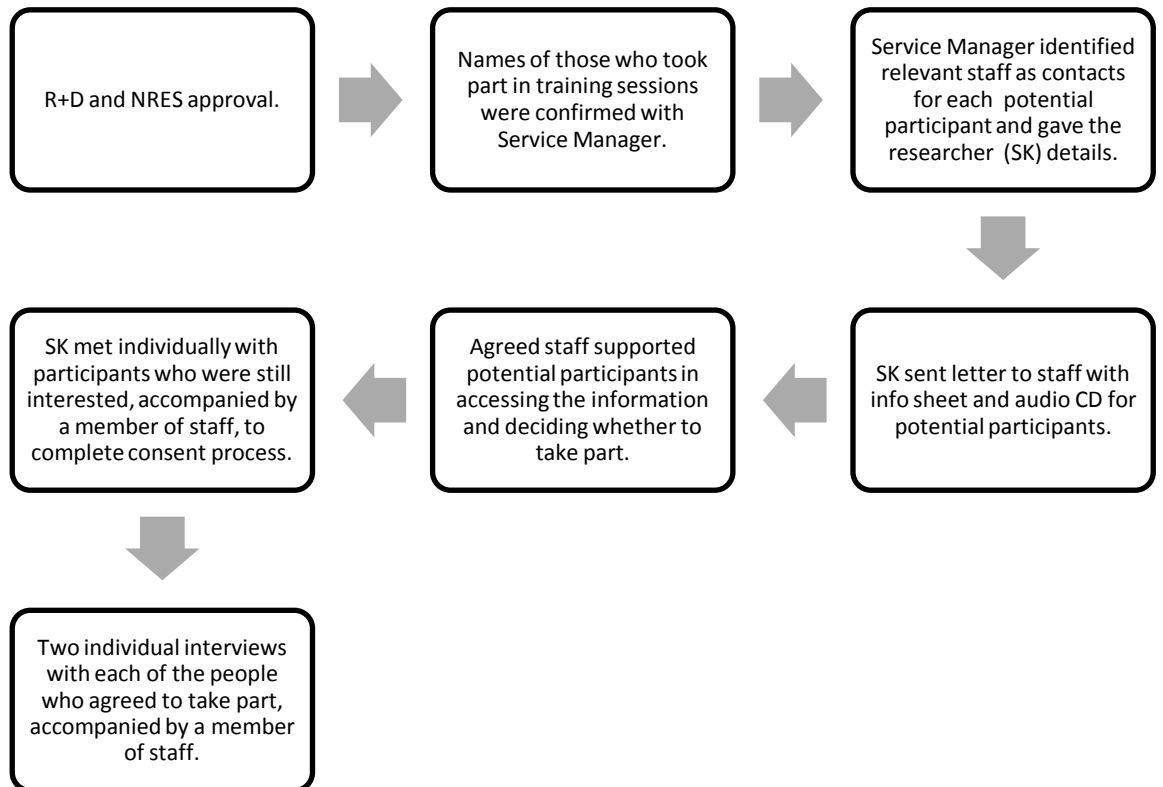 R+D and NRES approval.
Names of those who took
part in training sessions
were confirmed with
Service Manager.
Service Manager identified
relevant staff as contacts
for each potential
participant and gave the
researcher (SK) details.
SK sent letter to staff with
info sheet and audio CD for
potential participants.
Agreed staff supported
potential participants in
accessing the information
and deciding whether to
take part.
SK met individually with
participants who were still
interested, accompanied by
a member of staff, to
complete consent process.
Two individual interviews
with each of the people
who agreed to take part,
accompanied by a member
of staff.